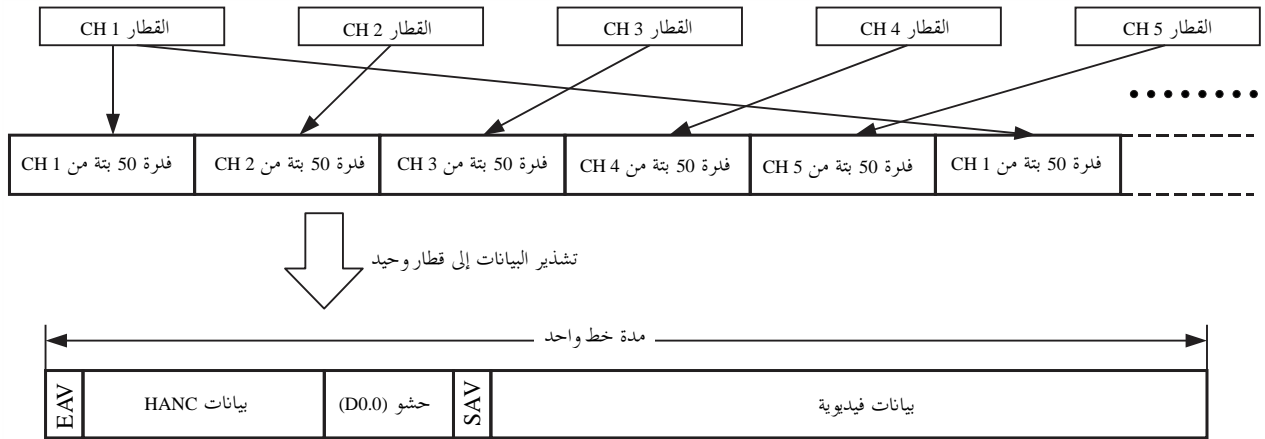 القطار CH 1
القطار CH 2
القطار CH 3
القطار CH 4
القطار CH 5
فدرة 50 بتة من CH 1
فدرة 50 بتة من CH 2
فدرة 50 بتة من CH 3
فدرة 50 بتة من CH 4
فدرة 50 بتة من CH 5
فدرة 50 بتة من CH 1
تشذير البيانات إلى قطار وحيد
مدة خط واحد
EAV
بيانات HANC
حشو (D0.0)
SAV
بيانات فيديوية